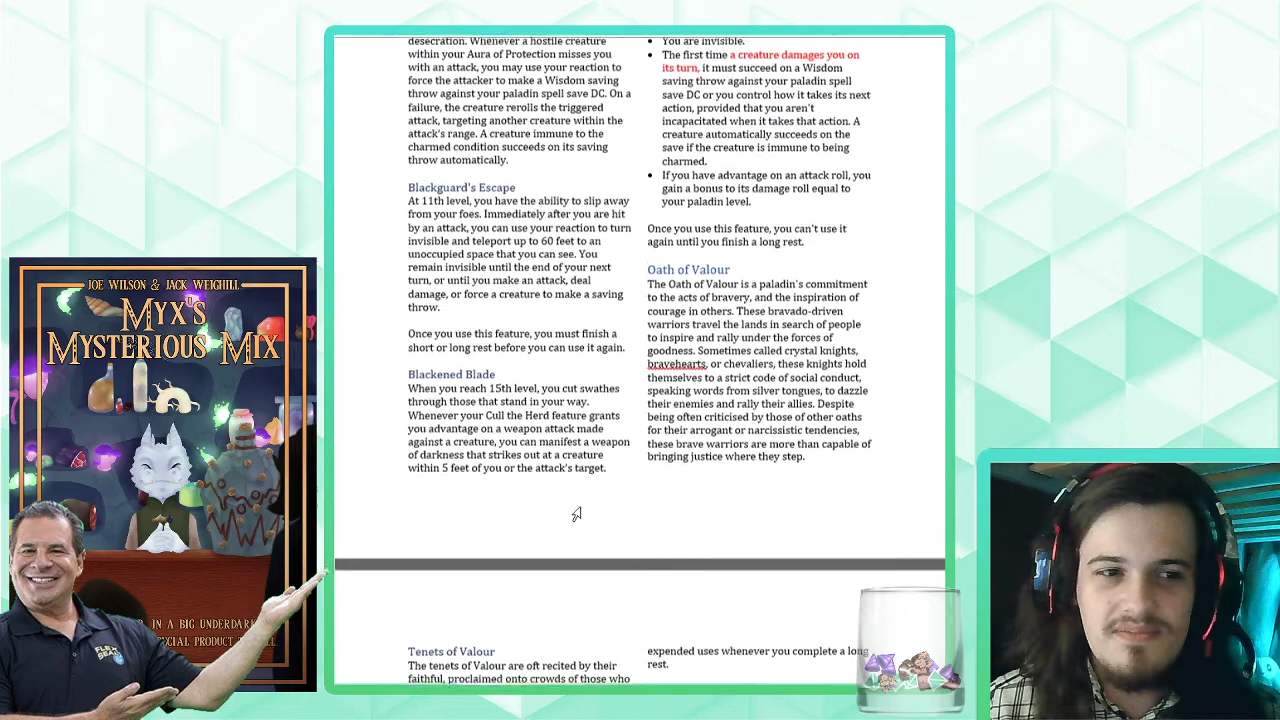 JOE WILSON & JACK WEIGHILL
MYX'S
MYSTERIOUS MIX
IN A BIG UNDERDARK
FLEX
SEAL
desecration. Whenever a hostile creature
within your Aura of Protection misses you
with an attack, you may use your reaction to
force the attacker to make a Wisdom saving
throw against your paladin spell save DC. On a
failure, the creature rerolls the triggered
attack, targeting another creature within the
attack's range. A creature immune to the
charmed condition succeeds on its saving
throw automatically.
Blackguard's Escape
At 11th level, you have the ability to slip away
from your foes. Immediately after you are hit
by an attack, you can use your reaction to turn
invisible and teleport up to 60 feet to an
unoccupied space that you can see. You
remain invisible until the end of your next
turn, or until you make an attack, deal
damage, or force a creature to make a saving
throw.
Once you use this feature, you must finish a
short or long rest before you can use it again.
Blackened Blade
When you reach 15th level, you cut swathes
through those that stand in your way.
Whenever your Cull the Herd feature grants
you advantage on a weapon attack made
against a creature, you can manifest a weapon
of darkness that strikes out at a creature
within 5 feet of you or the attack's target.
• You are invisible.
• The first time a creature damages you on
its turn, it must succeed on a Wisdom
saving throw against your paladin spell
save DC or you control how it takes its next
action, provided that you aren't
incapacitated when it takes that action. A
creature automatically succeeds on the
save if the creature is immune to being
charmed.
• If you have advantage on an attack roll, you
gain a bonus to its damage roll equal to
your paladin level.
Once you use this feature, you can't use it
again until you finish a long rest.
Oath of Valour
The Oath of Valour is a paladin's commitment
to the acts of bravery, and the inspiration of
courage in others. These bravado-driven
warriors travel the lands in search of people
to inspire and rally under the forces of
goodness. Sometimes called crystal knights,
bravehearts, or chevaliers, these knights hold
themselves to a strict code of social conduct,
speaking words from silver tongues, to dazzle
their enemies and rally their allies. Despite
being often criticised by those of other oaths
for their arrogant or narcissistic tendencies,
these brave warriors are more than capable of
bringing justice where they step.
Tenets of Valour
The tenets of Valour are oft recited by their
faithful, proclaimed onto crowds of those who
expended uses whenever you complete a long
rest.